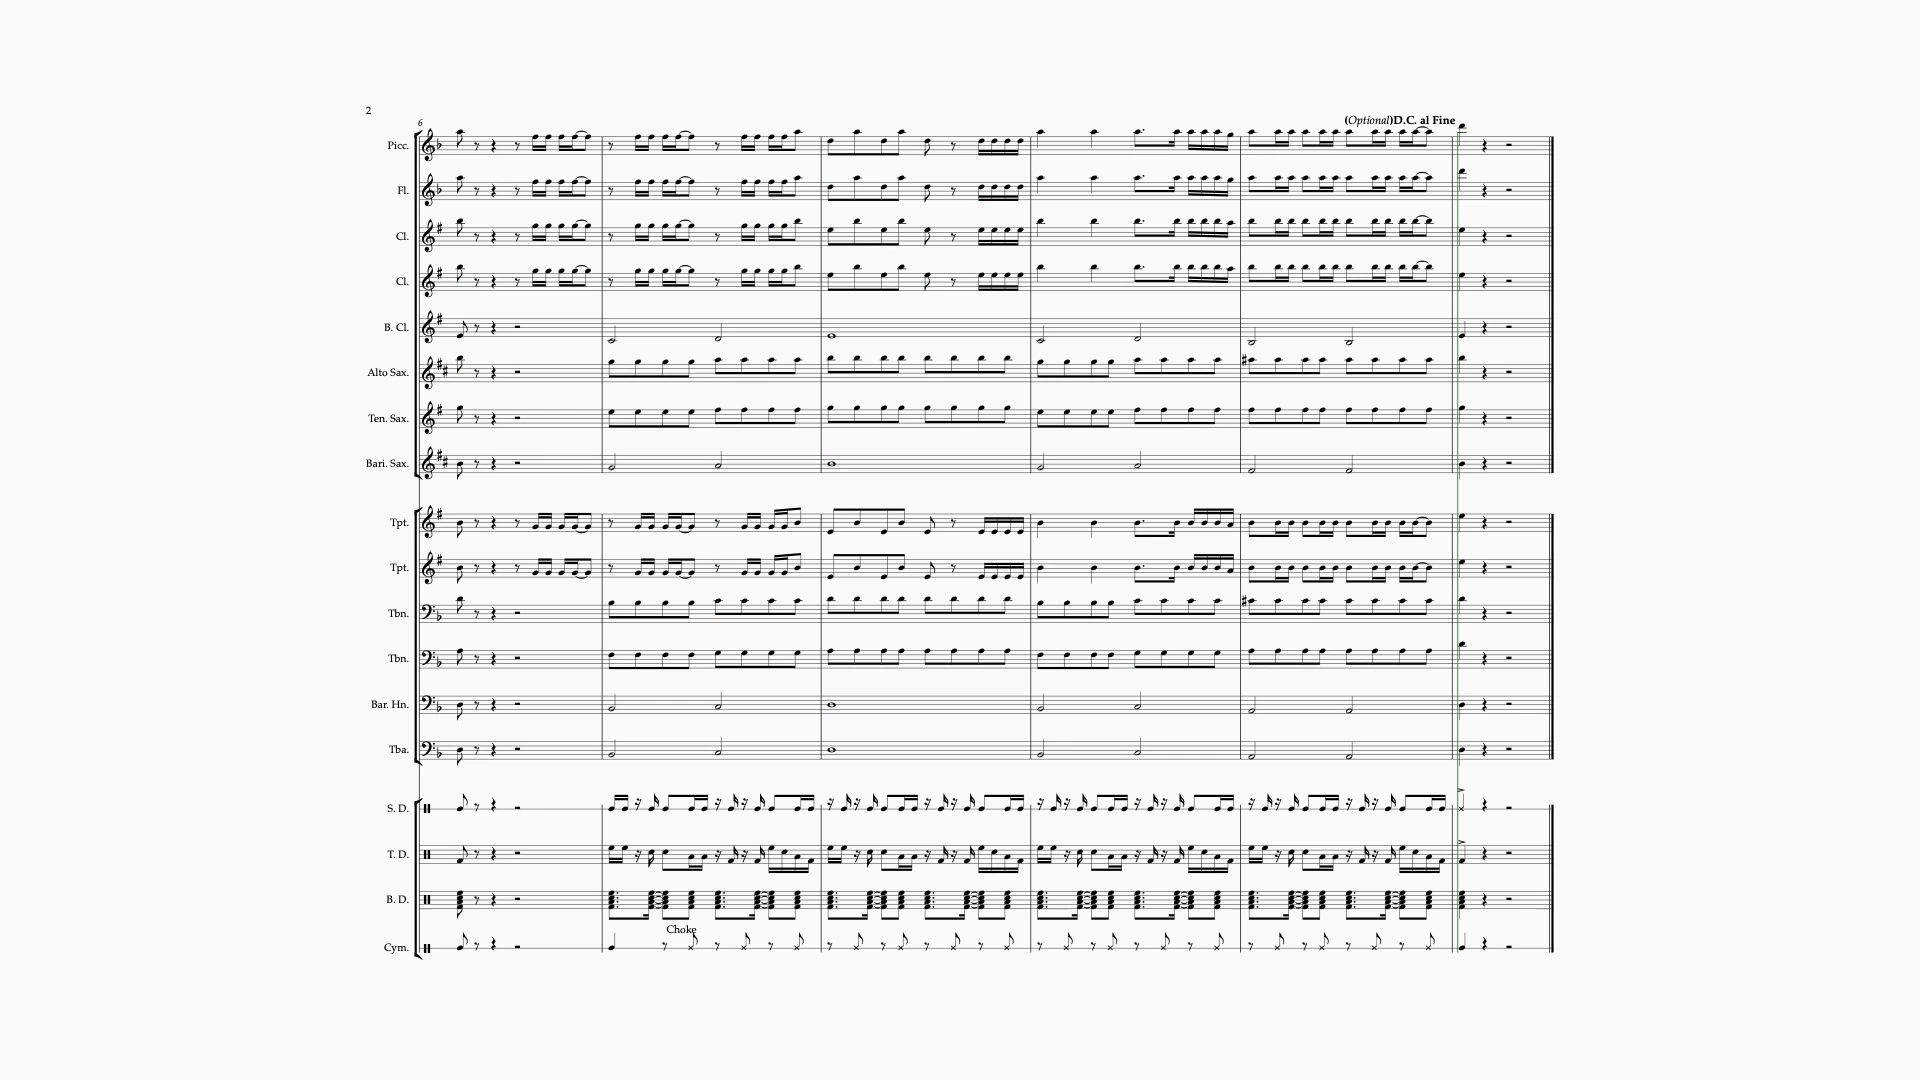 2
6
(Optional)D.C. al Fine
Picc.
Fl.
Cl.
Cl.
B. Cl.
Alto Sax.
Ten. Sax.
Bari. Sax.
Tpt.
Tpt.
Tbn.
Tbn.
Bar. Hn.
Tba.
S. D.
T. D.
B. D.
Choke
Cym.